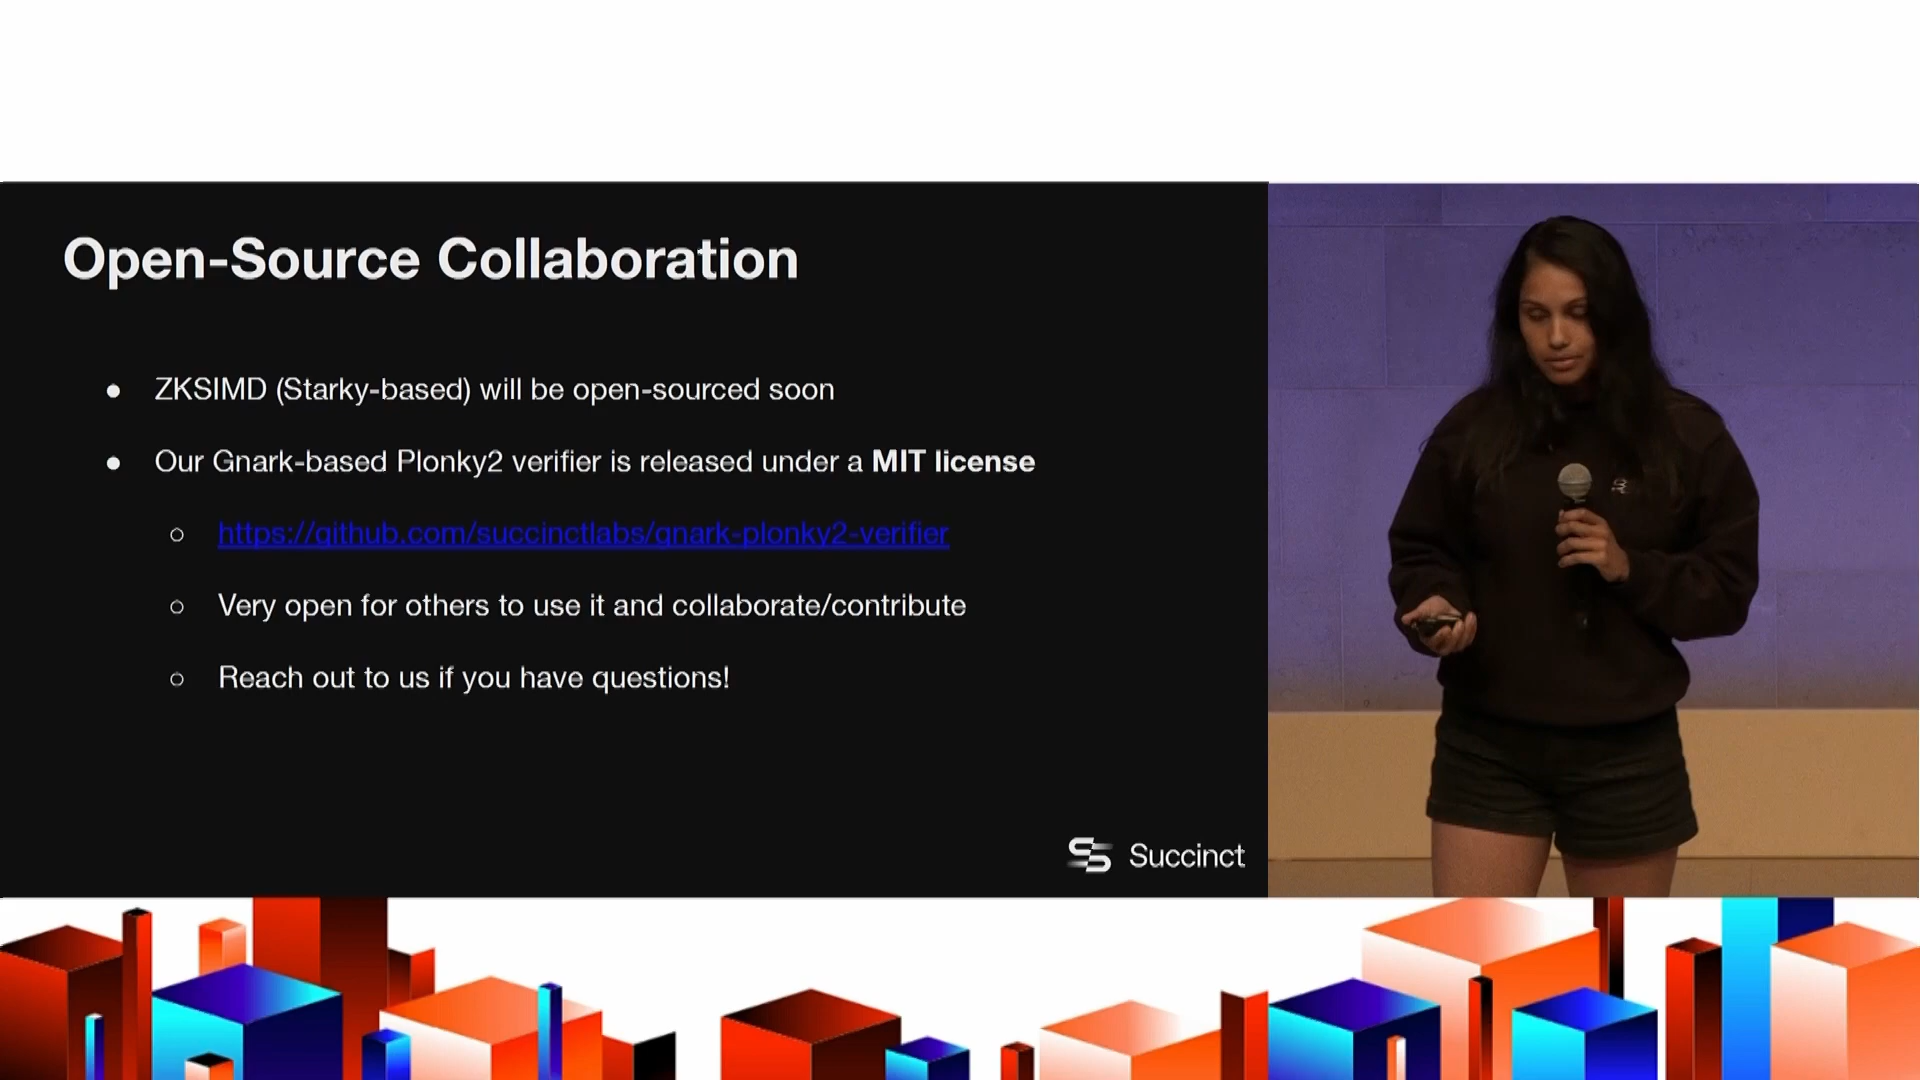 Open-Source Collaboration
● ZKSIMD (Starky-based) will be open-sourced soon
● Our Gnark-based Plonky2 verifier is released under a MIT license
○ https://github.com/succinctlabs/gnark-plonky2-verifier
○ Very open for others to use it and collaborate/contribute
○ Reach out to us if you have questions!
Succinct